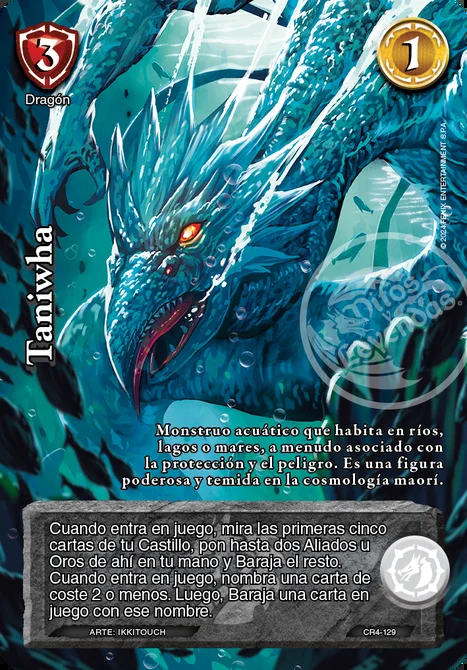 3
1
Dragón
© 2024 FENIX ENTERTAINMENT S.P.A.
Taniwha
Mitos y
Leyendas
Monstruo acuático que habita en ríos,
lagos o mares, a menudo asociado con
la protección y el peligro. Es una figura
poderosa y temida en la cosmología maorí.
Cuando entra en juego, mira las primeras cinco
cartas de tu Castillo, pon hasta dos Aliados u
Oros de ahí en tu mano y Baraja el resto.
Cuando entra en juego, nombra una carta de
coste 2 o menos. Luego, Baraja una carta en
juego con ese nombre.
ARTE: IKKITOUCH
CR4-129